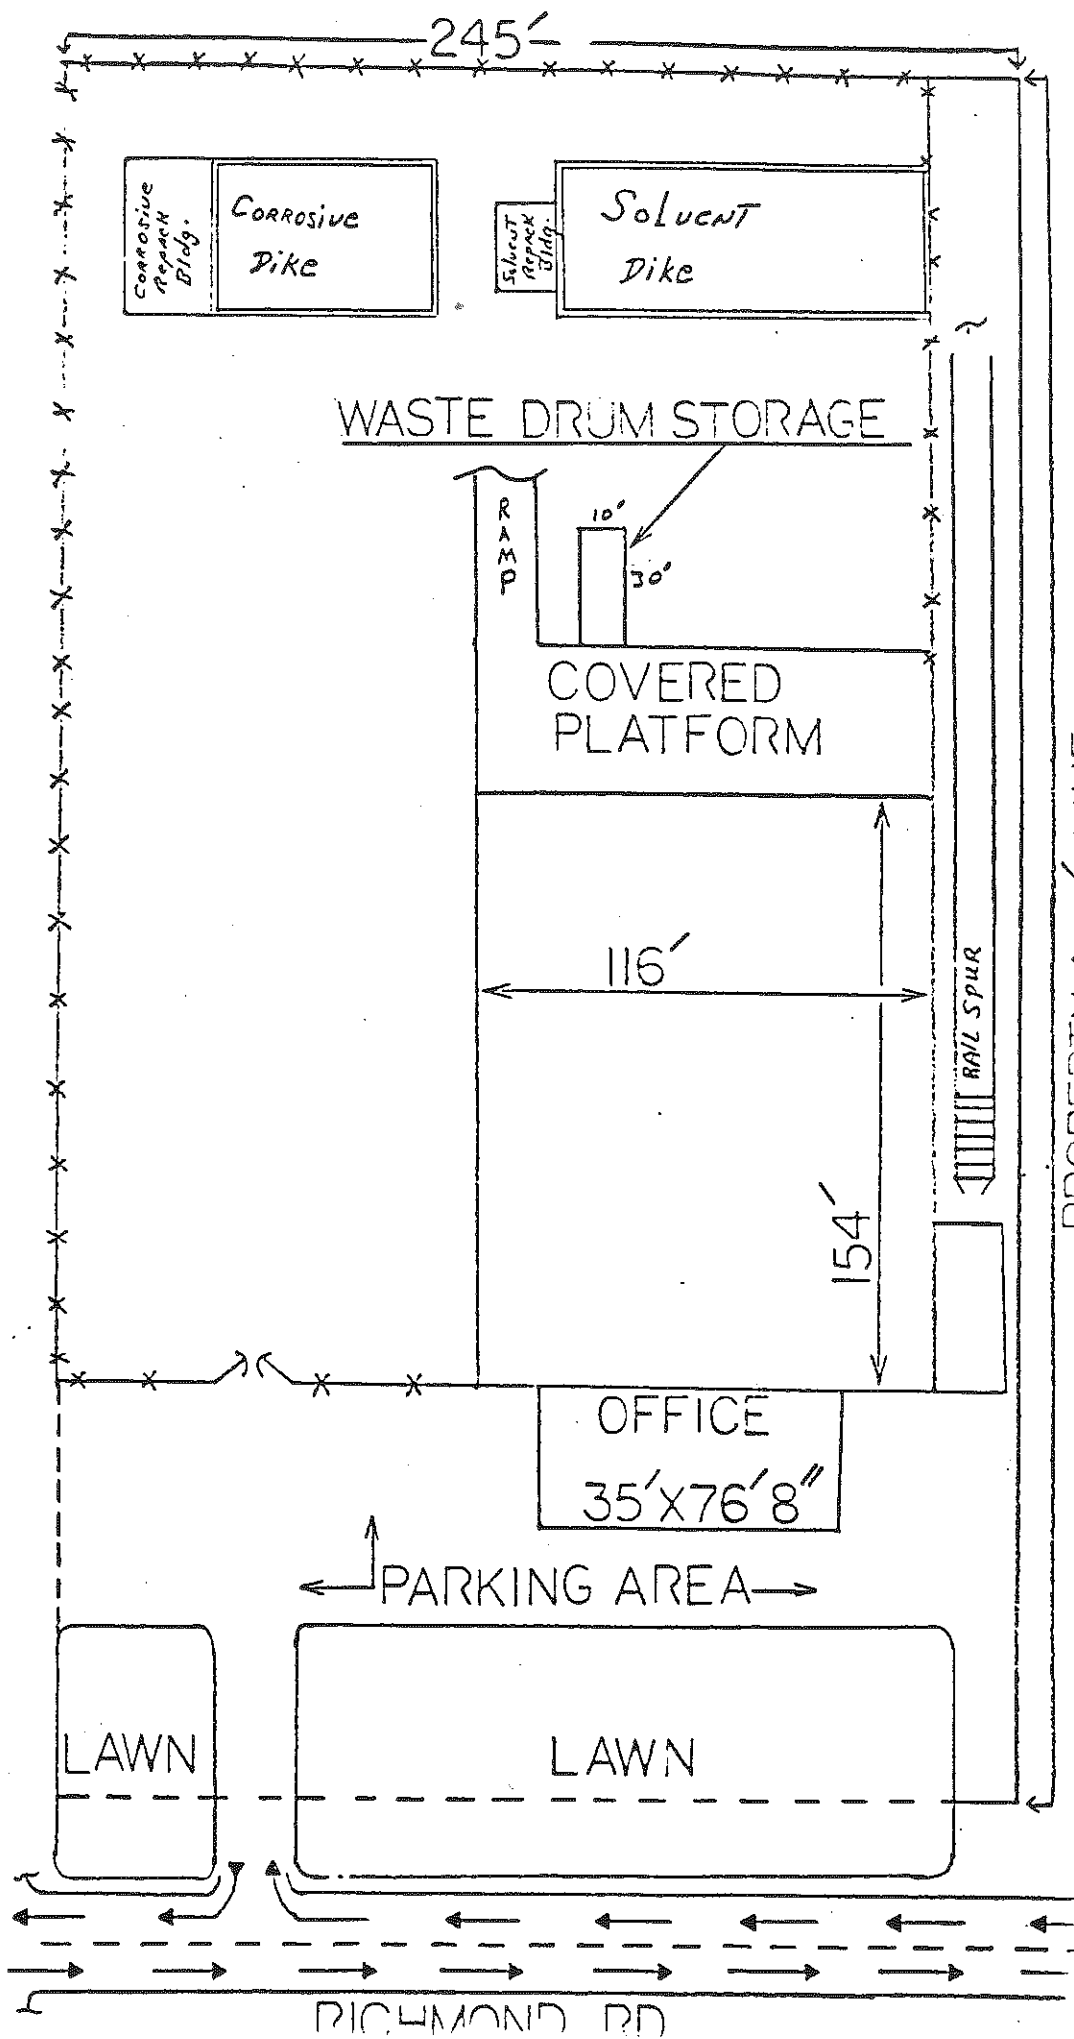 245′
Corrosive
Repack
Bldg.
Corrosive
Dike
Solvent
Repack
Bldg.
Solvent
Dike
WASTE DRUM STORAGE
RAMP
10′
30′
COVERED
PLATFORM
116′
RAIL SPUR
154′
OFFICE
35′X76′8″
PARKING AREA
LAWN
LAWN
RICHMOND RD